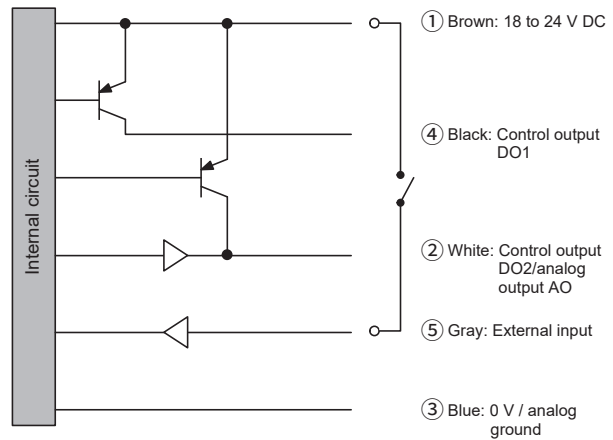 ① Brown: 18 to 24 V DC
④ Black: Control output
DO1
Internal circuit
② White: Control output
DO2/analog
output AO
⑤ Gray: External input
③ Blue: 0 V / analog
ground